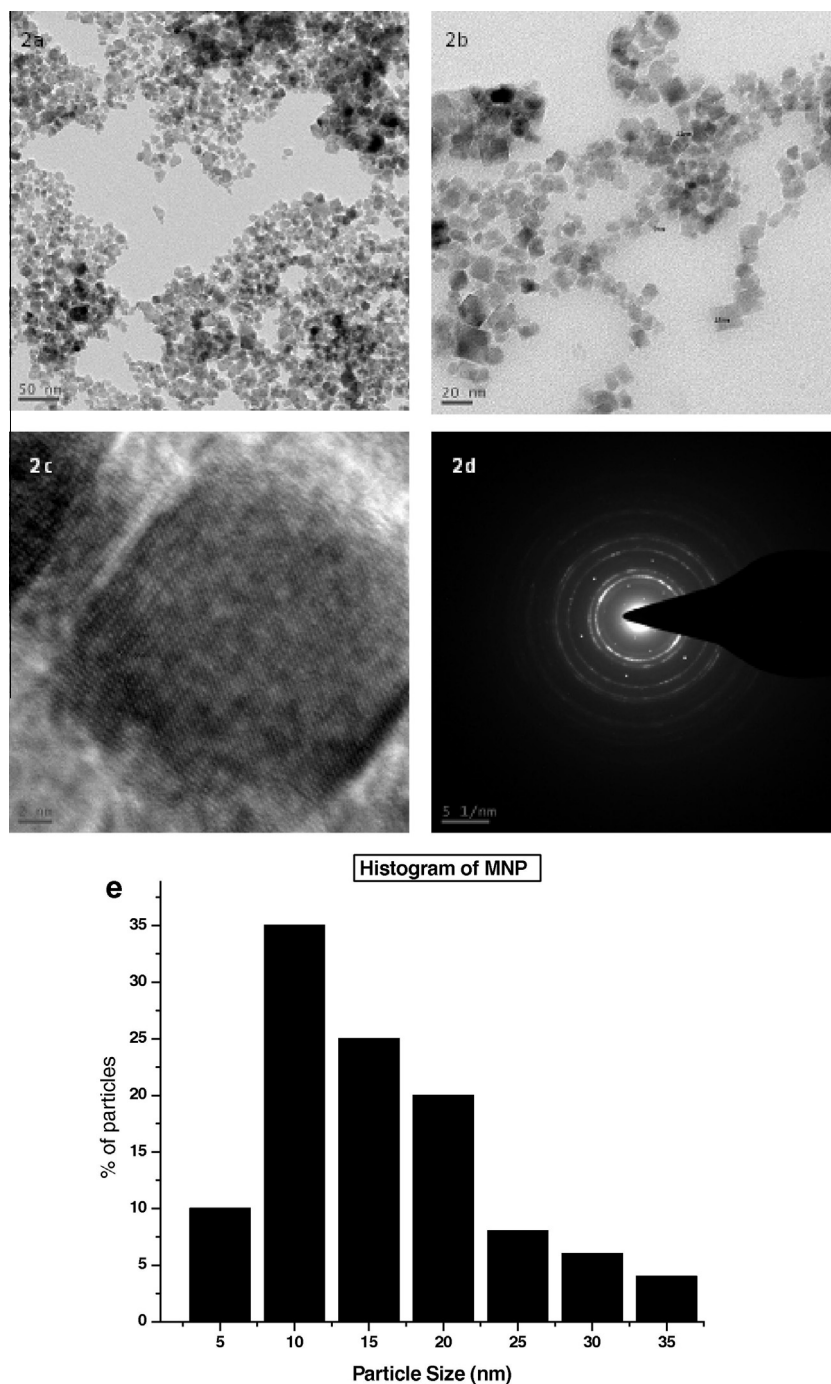 2a
50 nm
2b
20 nm
2c
2 nm
2d
5 1/nm
e
Histogram of MNP
% of particles
35
30
25
20
15
10
5
0
5 10 15 20 25 30 35
Particle Size (nm)